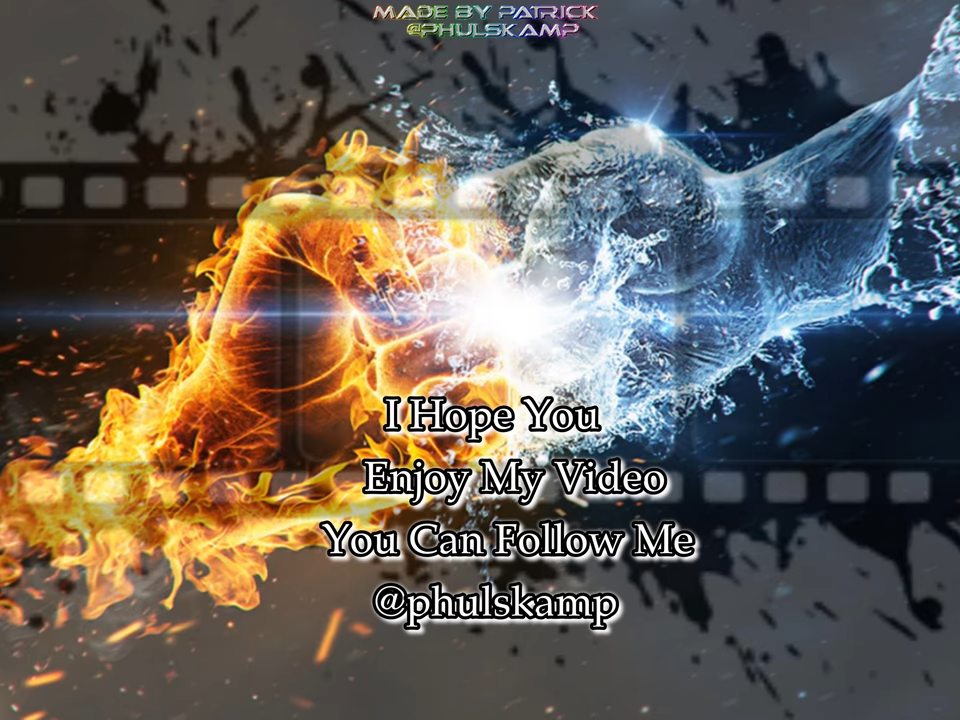 MADE BY PATRICK
@PHULSKAMP
I Hope You
Enjoy My Video
You Can Follow Me
@phulskamp